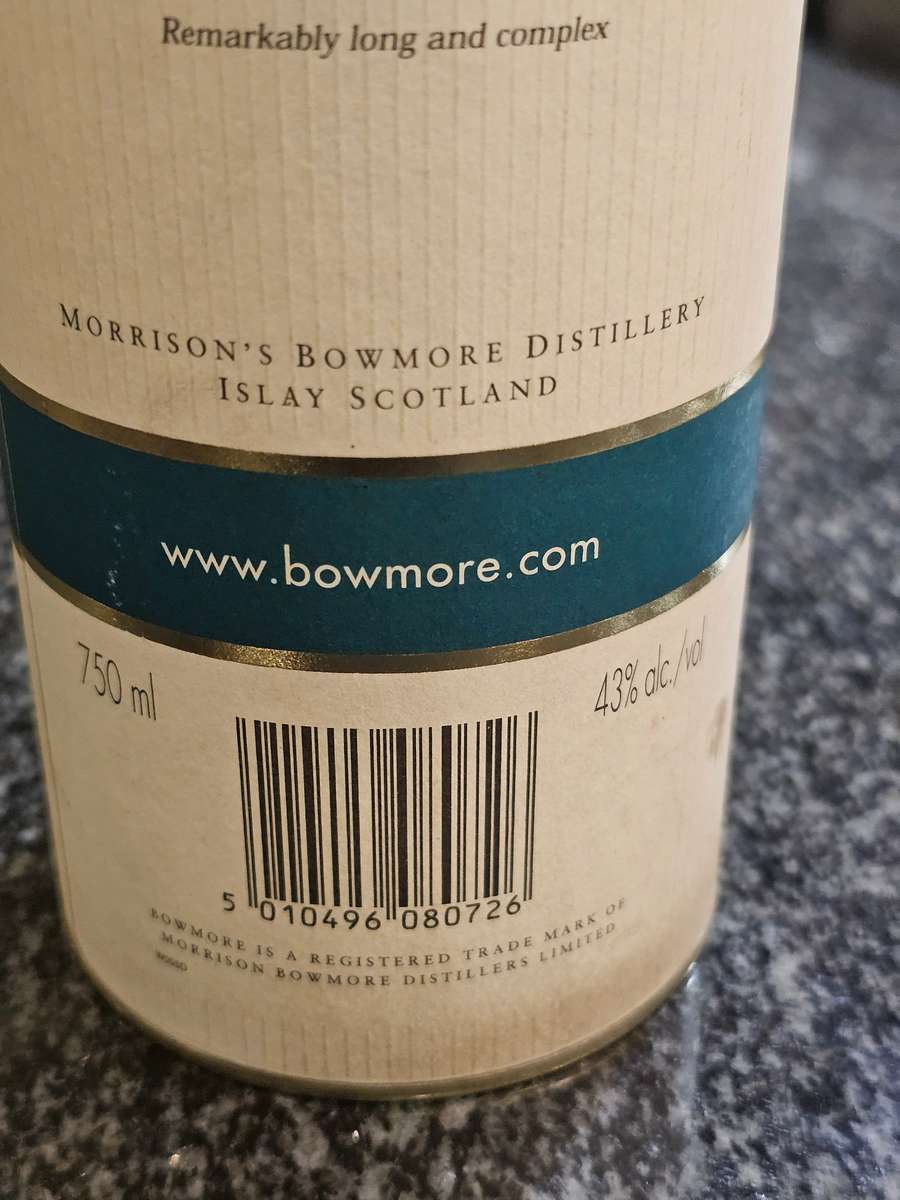 Remarkably long and complex
MORRISON'S BOWMORE DISTILLERY
ISLAY SCOTLAND
www.bowmore.com
750 ml
43% alc./vol
5 010496 080726
BOWMORE IS A REGISTERED TRADE MARK OF
MORRISON BOWMORE DISTILLERS LIMITED